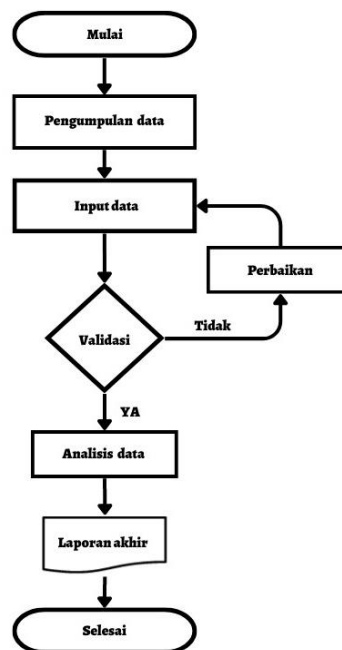 Mulai
Pengumpulan data
Input data
Perbaikan
Validasi
Tidak
YA
Analisis data
Laporan akhir
Selesai